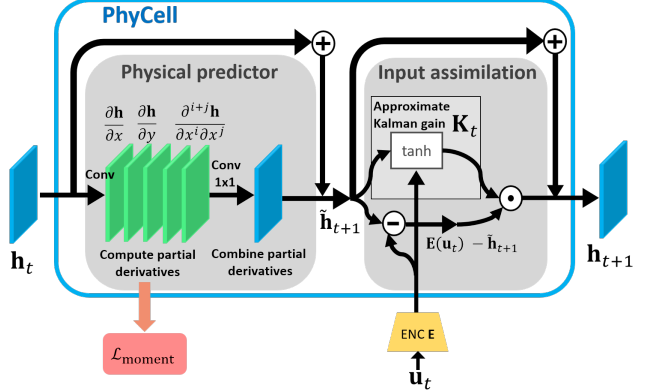 PhyCell
Physical predictor
Input assimilation
∂h/∂x
∂h/∂y
∂^{i+j}h/∂x^i∂x^j
Approximate
Kalman gain K_t
tanh
Conv
Conv
1x1
+
+
−
h_t
h̃_{t+1}
E(u_t) − h̃_{t+1}
h_{t+1}
Compute partial
derivatives
Combine partial
derivatives
ℒ_moment
ENC E
u_t